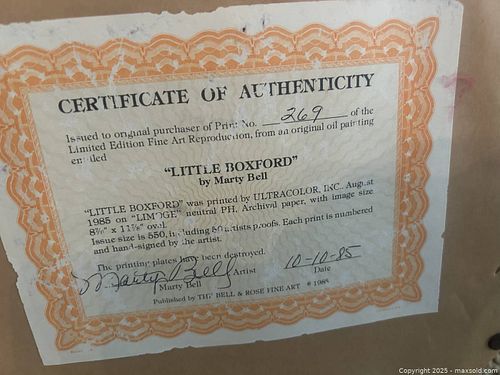 CERTIFICATE OF AUTHENTICITY
Issued to original purchaser of Print No. 269 of the
Limited Edition Fine Art Reproduction, from an original oil painting
entitled
"LITTLE BOXFORD"
by Marty Bell
"LITTLE BOXFORD" was printed by ULTRACOLOR, INC., August
1985 on "LIMOGE" neutral PH. Archival paper, with image size
x 11⅞" oval.
Issue size is 550, including 50 artists proofs. Each print is numbered
and hand-signed by the artist.
The printing plates have been destroyed.
Marty Bell Artist 10-10-85
Marty Bell Date
Published by THE BELL & ROSE FINE ART © 1985
Copyright © 2025 - maxsold.com